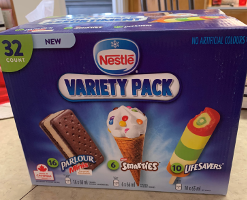 32
COUNT
NEW
NO ARTIFICIAL COLOURS
Nestlé
VARIETY PACK
16
PARLOUR
6
SMARTIES
10
LIFESAVERS